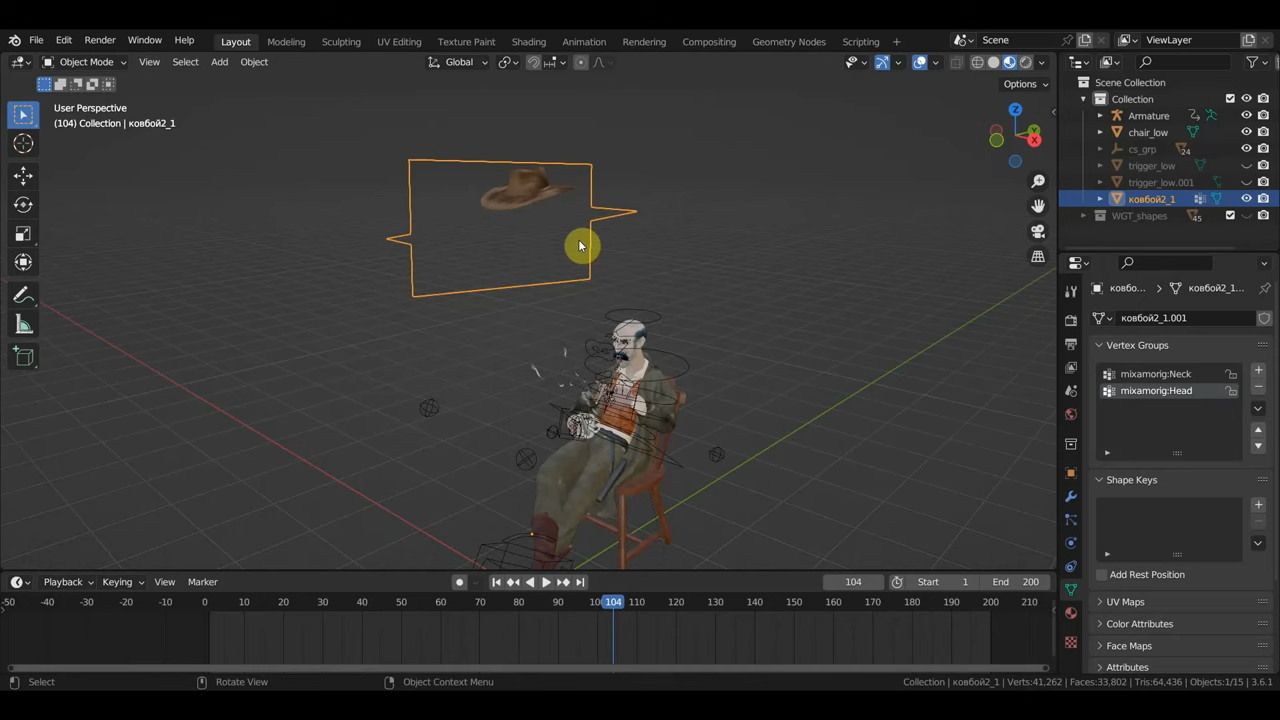 File Edit Render Window Help Layout Modeling Sculpting UV Editing Texture Paint Shading Animation Rendering Compositing Geometry Nodes Scripting + Scene ViewLayer
Object Mode View Select Add Object Global
Options
User Perspective
(104) Collection | ковбой2_1
Z
Y
X
Scene Collection
Collection
Armature
chair_low
cs_grp 24
trigger_low
trigger_low.001
ковбой2_1
WGT_shapes 45
ковбо... > ковбой2_1...
ковбой2_1.001
Vertex Groups
mixamorig:Neck
mixamorig:Head
Shape Keys
Add Rest Position
UV Maps
Color Attributes
Face Maps
Attributes
Playback Keying View Marker 104 Start 1 End 200
-50 -40 -30 -20 -10 0 10 20 30 40 50 60 70 80 90 100 104 110 120 130 140 150 160 170 180 190 200 210
Select Rotate View Object Context Menu Collection | ковбой2_1 | Verts:41,262 | Faces:33,802 | Tris:64,436 | Objects:1/15 | 3.6.1